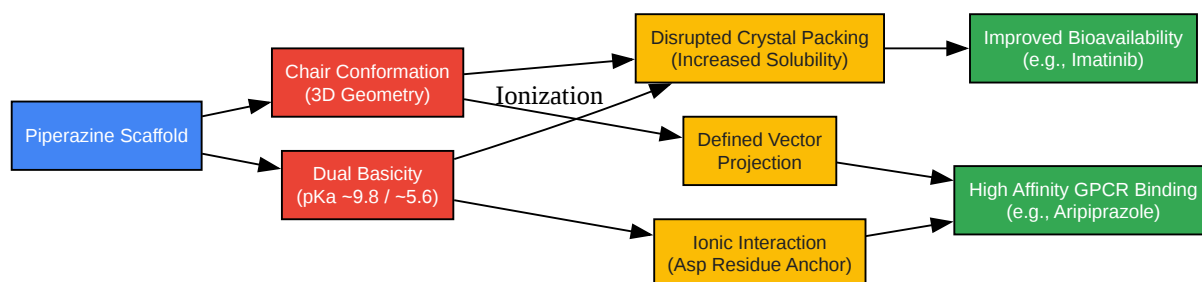 Piperazine Scaffold
Chair Conformation
(3D Geometry)
Dual Basicity
(pKa ~9.8 / ~5.6)
Ionization
Disrupted Crystal Packing
(Increased Solubility)
Defined Vector
Projection
Ionic Interaction
(Asp Residue Anchor)
Improved Bioavailability
(e.g., Imatinib)
High Affinity GPCR Binding
(e.g., Aripiprazole)